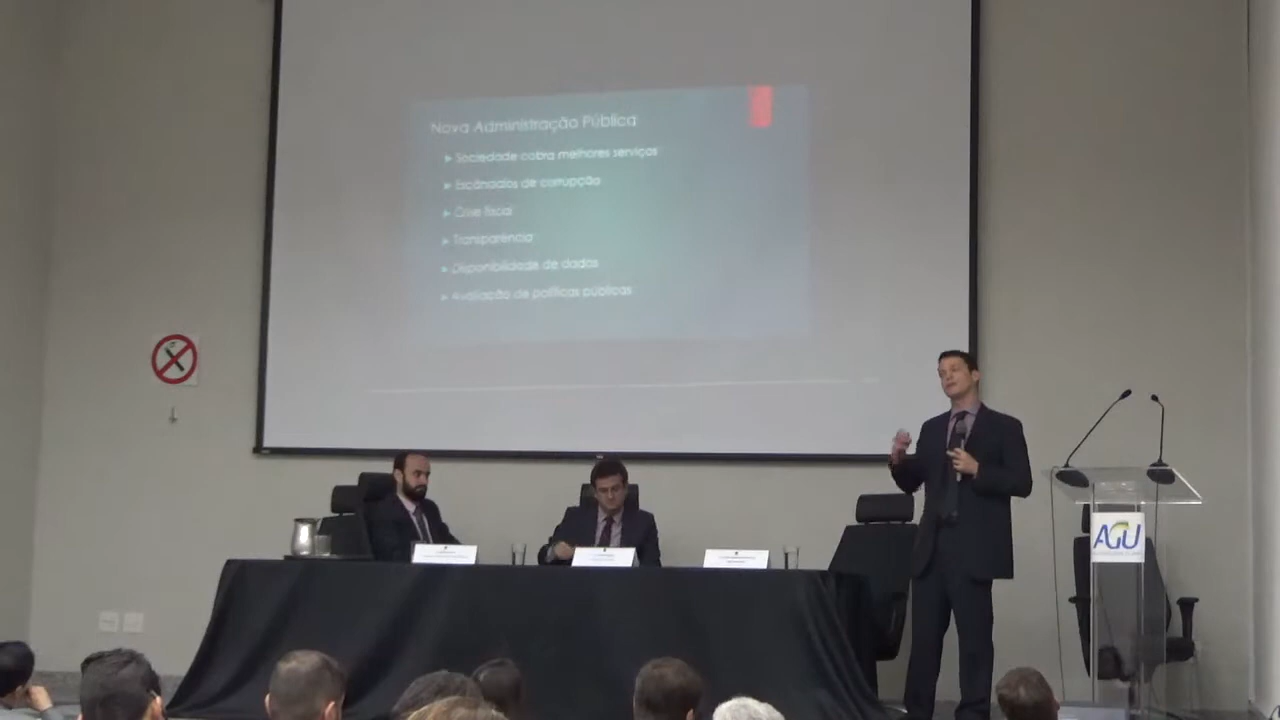 Nova Administração Pública
Sociedade cobra melhores serviços
Escândalos de corrupção
Crise fiscal
Transparência
Disponibilidade de dados
Avaliação de políticas públicas
AGU